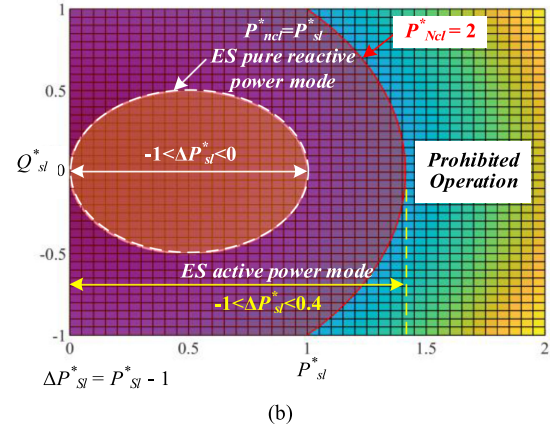 1
P*ncl=P*sl
P*Ncl = 2
ES pure reactive
power mode
0.5
Q*sl
0
-1<ΔP*sl<0
Prohibited
Operation
-0.5
ES active power mode
-1<ΔP*sl<0.4
-1
0
0.5
1
1.5
2
P*sl
ΔP*Sl = P*Sl - 1
(b)